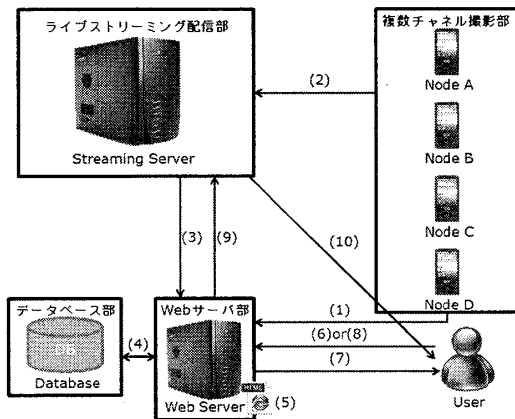 ライブストリーミング配信部
Streaming Server
複数チャネル撮影部
Node A
Node B
Node C
Node D
(2)
(3)
(9)
(10)
(1)
(6)or(8)
(7)
データベース部
DB
Database
(4)
Webサーバ部
Web Server
HTML
(5)
User